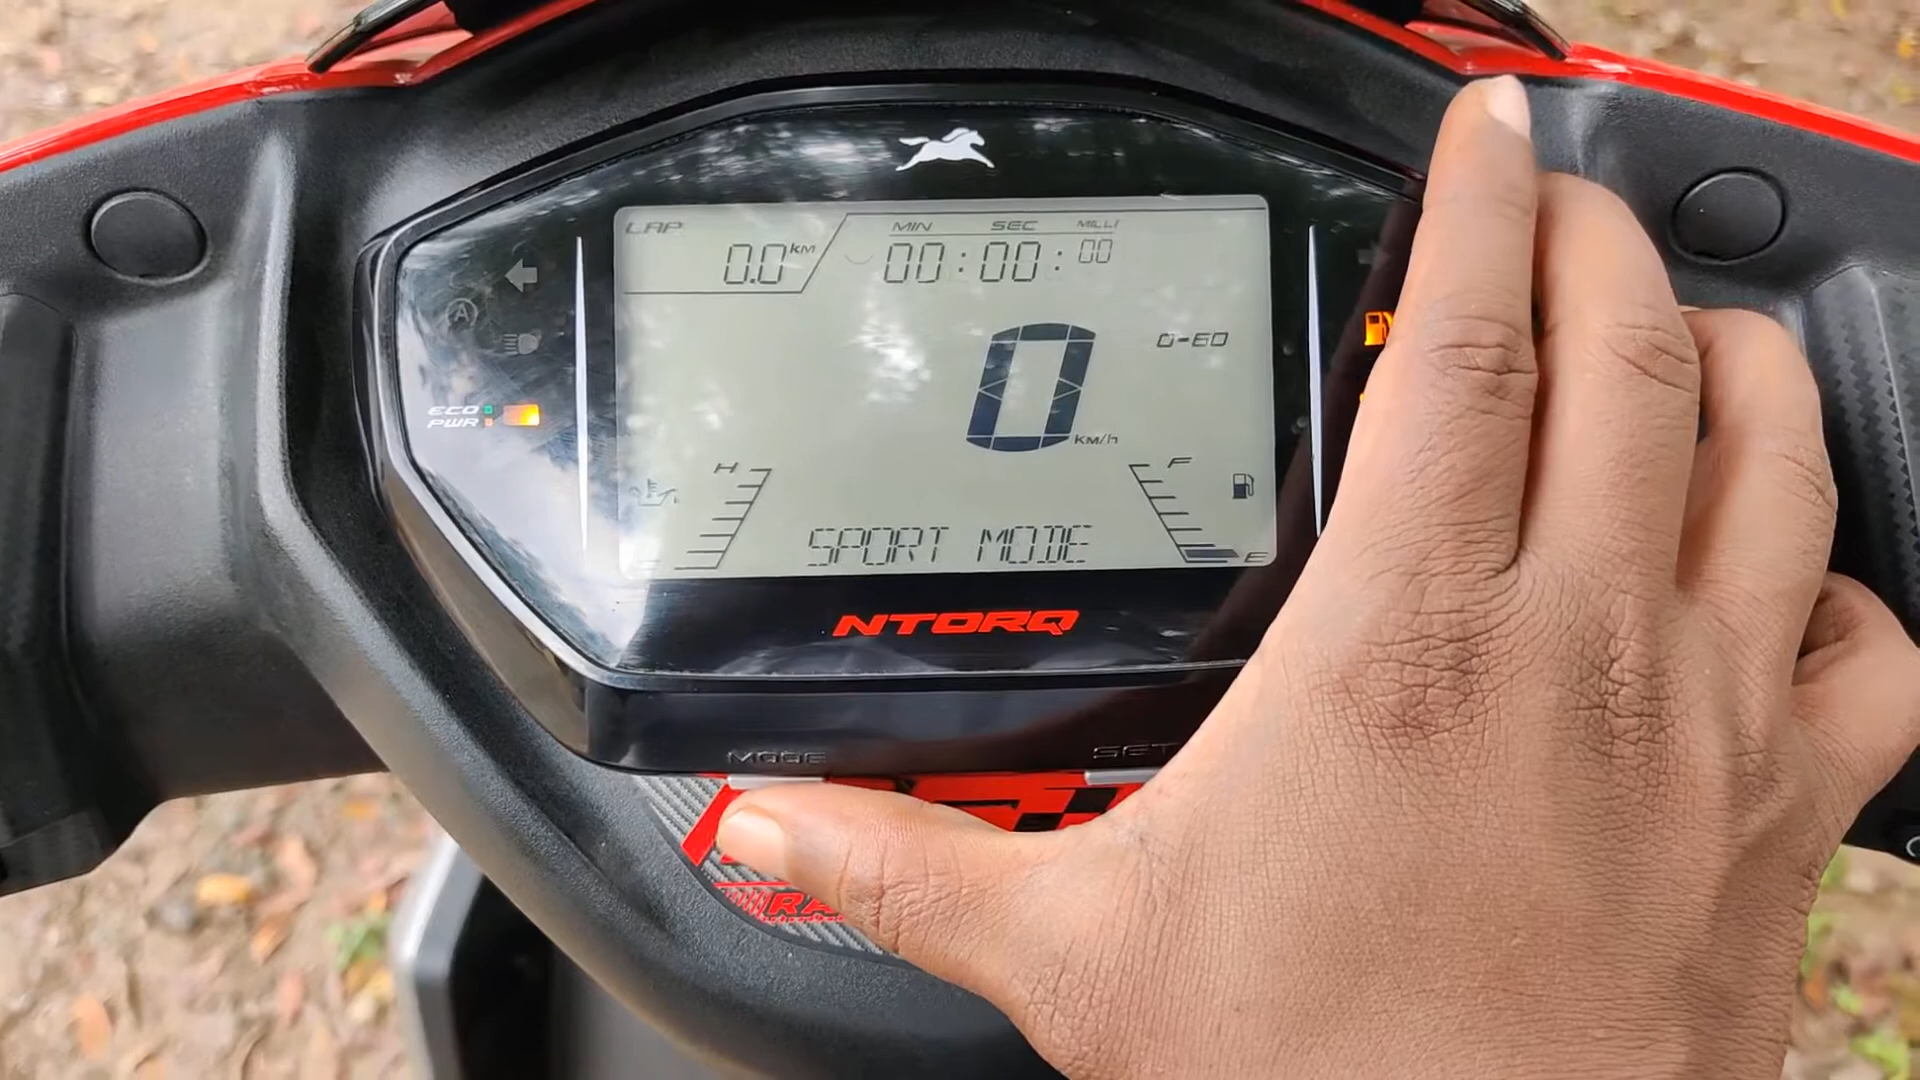 LAP
0.0 KM
MIN SEC MILLI
00:00:00
0-60
0
KM/h
A
ECO
PWR
H
F
SPORT MODE
E
NTORQ
MODE SET